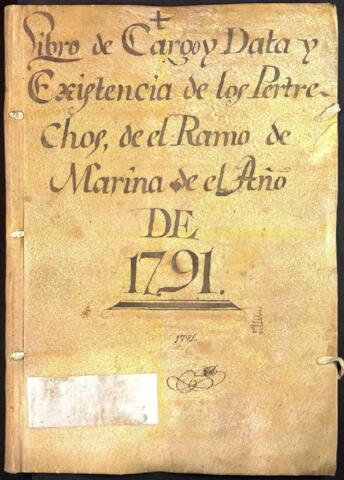 Libro de Cargo y Data y
Existencia de los Pertre-
chos, de el Ramo de
Marina de el Año
DE
1791.
1791.